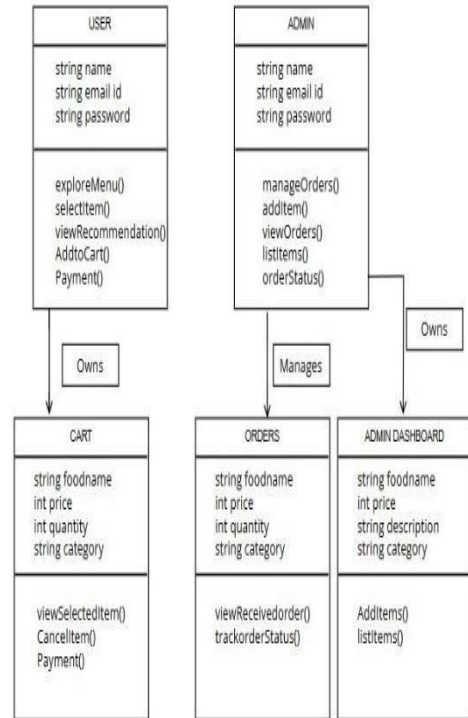 USER
string name
string email id
string password
exploreMenu()
selectItem()
viewRecommendation()
AddtoCart()
Payment()
ADMIN
string name
string email id
string password
manageOrders()
addItem()
viewOrders()
listItems()
orderStatus()
Owns
Manages
Owns
CART
string foodname
int price
int quantity
string category
viewSelectedItem()
CancelItem()
Payment()
ORDERS
string foodname
int price
int quantity
string category
viewReceivedorder()
trackorderStatus()
ADMIN DASHBOARD
string foodname
int price
string description
string category
AddItems()
listItems()